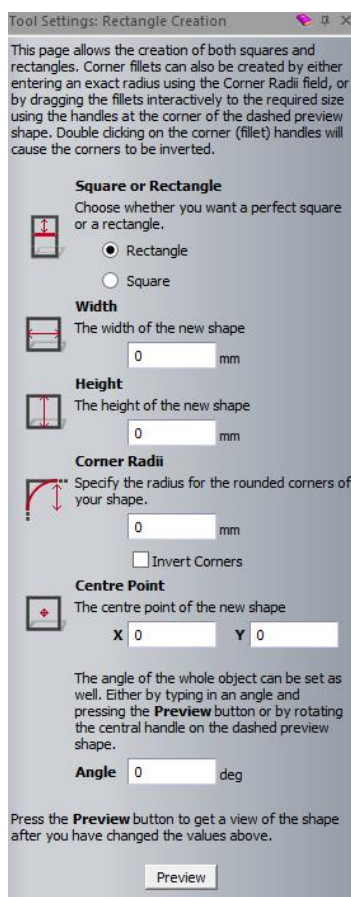 Tool Settings: Rectangle Creation
This page allows the creation of both squares and
rectangles. Corner fillets can also be created by either
entering an exact radius using the Corner Radii field, or
by dragging the fillets interactively to the required size
using the handles at the corner of the dashed preview
shape. Double clicking on the corner (fillet) handles will
cause the corners to be inverted.
Square or Rectangle
Choose whether you want a perfect square
or a rectangle.
Rectangle
Square
Width
The width of the new shape
0 mm
Height
The height of the new shape
0 mm
Corner Radii
Specify the radius for the rounded corners of
your shape.
0 mm
Invert Corners
Centre Point
The centre point of the new shape
X 0 Y 0
The angle of the whole object can be set as
well. Either by typing in an angle and
pressing the Preview button or by rotating
the central handle on the dashed preview
shape.
Angle 0 deg
Press the Preview button to get a view of the shape
after you have changed the values above.
Preview